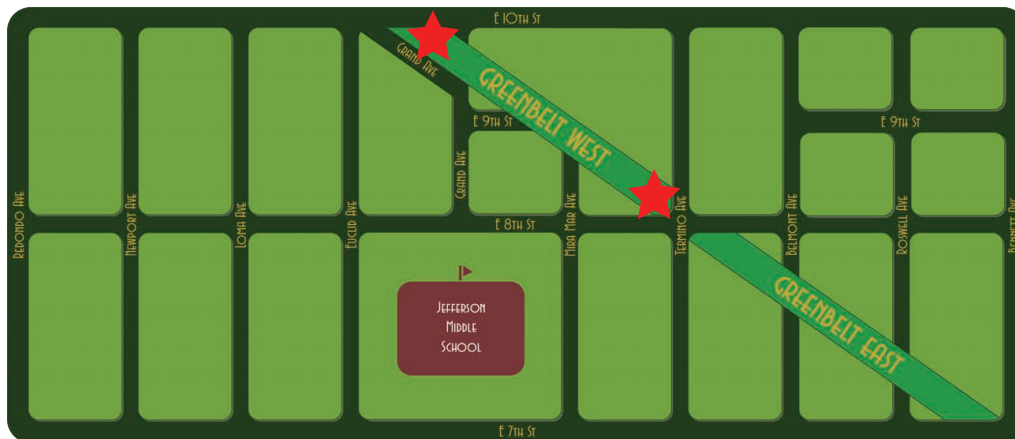 E 10TH ST
GRAND AVE
GREENBELT WEST
E 9TH ST
E 9TH ST
REDONDO AVE
NEWPORT AVE
LOMA AVE
EUCLID AVE
GRAND AVE
MIRA MAR AVE
TERMINO AVE
BELMONT AVE
ROSWELL AVE
BENNETT AVE
E 8TH ST
JEFFERSON
MIDDLE
SCHOOL
GREENBELT EAST
E 7TH ST